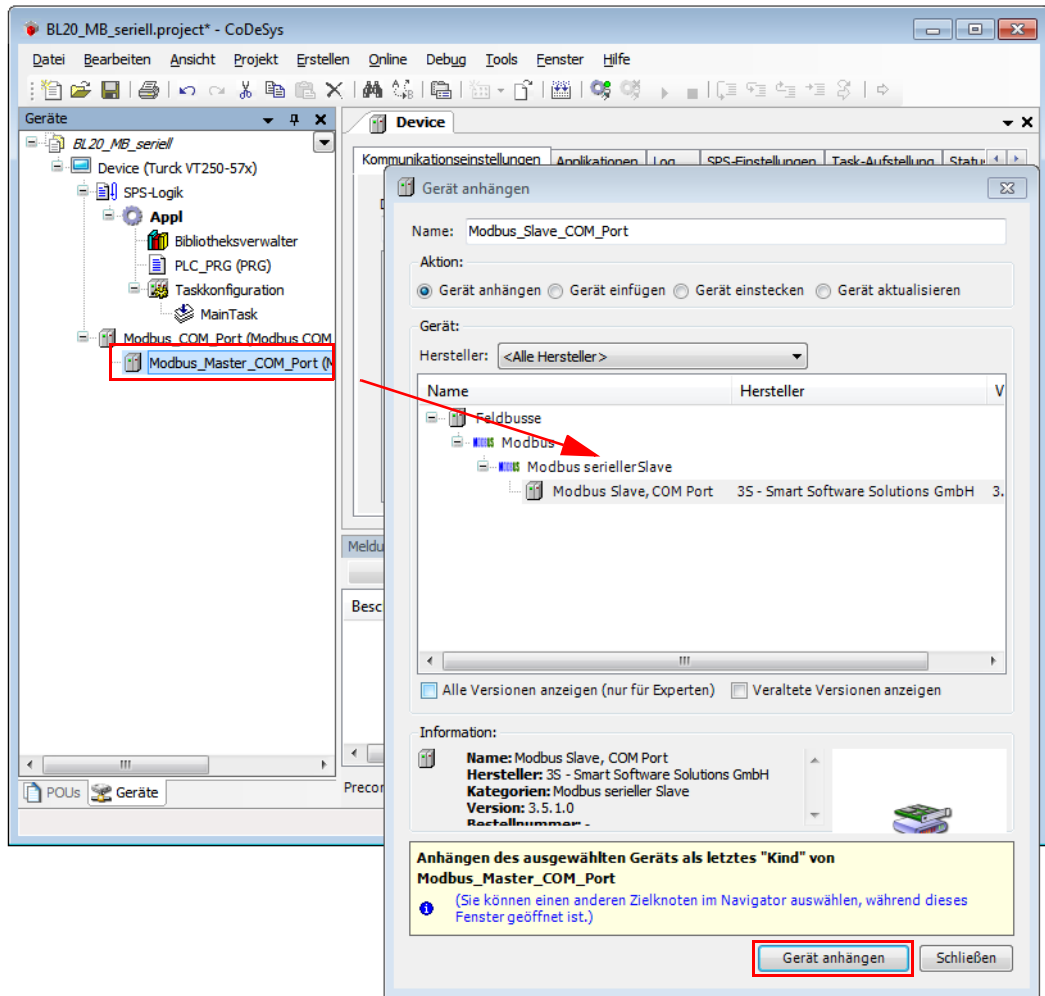 BL20_MB_seriell.project* - CoDeSys
Datei Bearbeiten Ansicht Projekt Erstellen Online Debug Tools Fenster Hilfe
Geräte
BL20_MB_seriell
Device (Turck VT250-57x)
SPS-Logik
Appl
Bibliotheksverwalter
PLC_PRG (PRG)
Taskkonfiguration
MainTask
Modbus_COM_Port (Modbus COM
Modbus_Master_COM_Port (M
POUs Geräte
Device
Kommunikationseinstellungen Applikationen Log SPS-Einstellungen Task-Aufstellung Status
Meldu
Besc
Precor
Gerät anhängen
Name: Modbus_Slave_COM_Port
Aktion:
Gerät anhängen Gerät einfügen Gerät einstecken Gerät aktualisieren
Gerät:
Hersteller: <Alle Hersteller>
Name Hersteller V
Feldbusse
Modbus
Modbus seriellerSlave
Modbus Slave, COM Port 3S - Smart Software Solutions GmbH 3.
Alle Versionen anzeigen (nur für Experten) Veraltete Versionen anzeigen
Information:
Name: Modbus Slave, COM Port
Hersteller: 3S - Smart Software Solutions GmbH
Kategorien: Modbus serieller Slave
Version: 3.5.1.0
Bestellnummer: -
Anhängen des ausgewählten Geräts als letztes "Kind" von
Modbus_Master_COM_Port
(Sie können einen anderen Zielknoten im Navigator auswählen, während dieses
Fenster geöffnet ist.)
Gerät anhängen Schließen